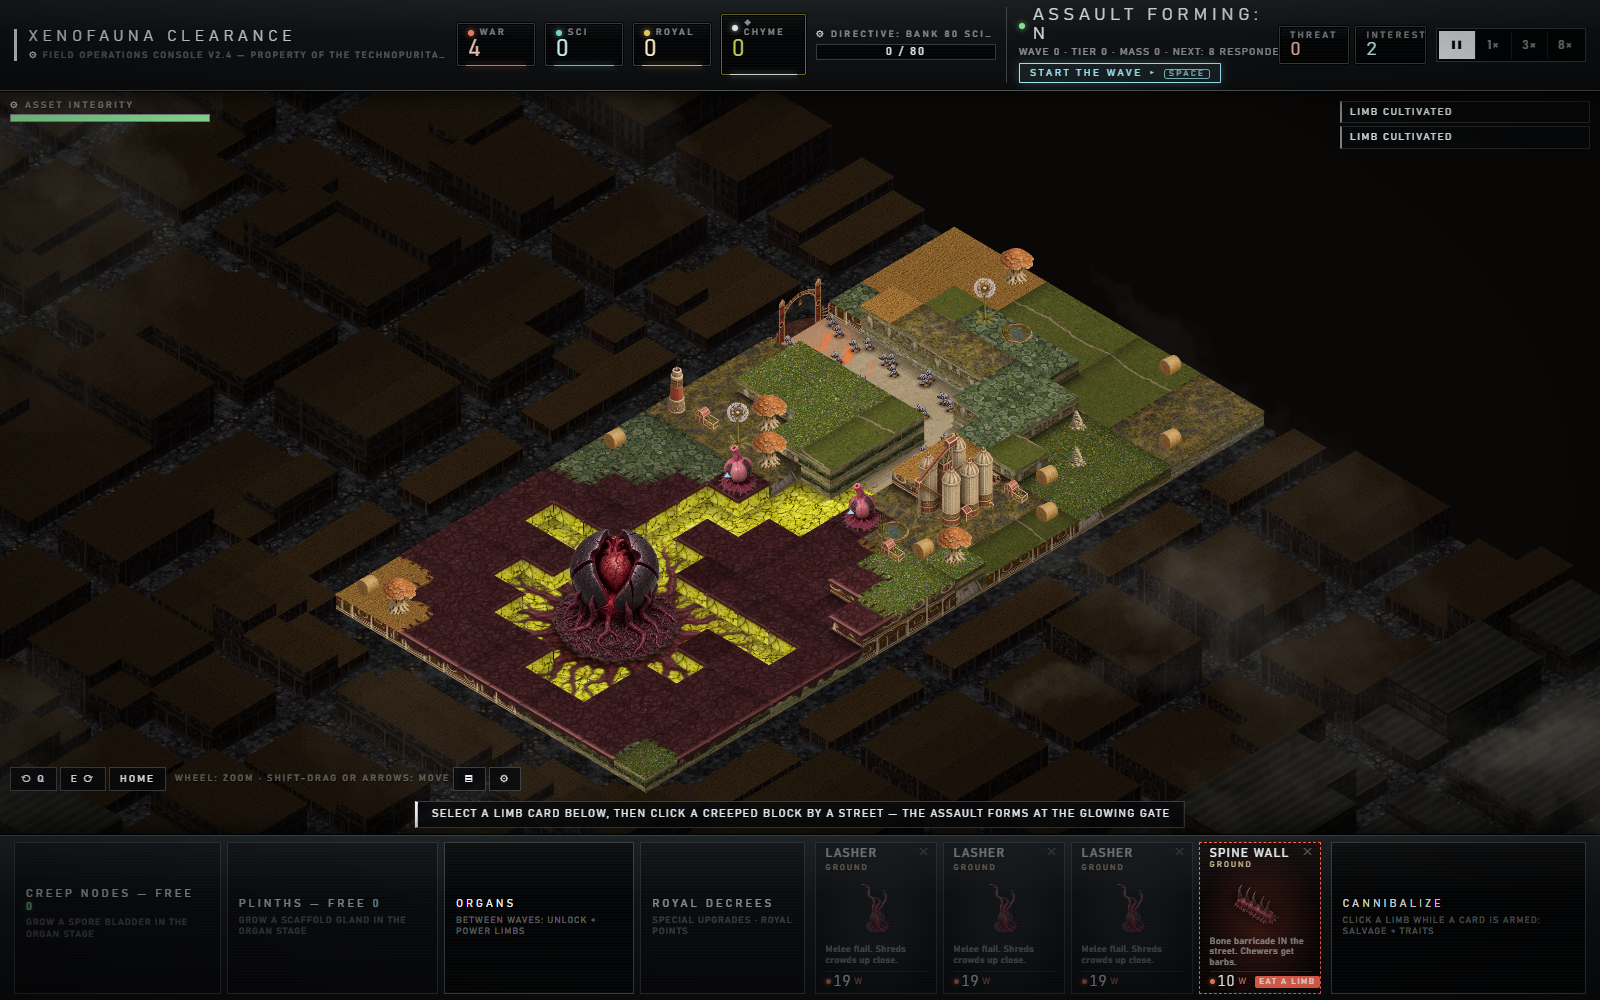 XENOFAUNA CLEARANCE
FIELD OPERATIONS CONSOLE V2.4 — PROPERTY OF THE TECHNOPURITA…
WAR
4
SCI
0
ROYAL
0
CHYME
0
DIRECTIVE: BANK 80 SCI…
0 / 80
ASSAULT FORMING:
N
WAVE 0 · TIER 0 · MASS 0 · NEXT: 8 RESPONDE
START THE WAVE ▸ SPACE
THREAT
0
INTEREST
2
1×
3×
8×
ASSET INTEGRITY
LIMB CULTIVATED
LIMB CULTIVATED
Q
E
HOME
WHEEL: ZOOM · SHIFT-DRAG OR ARROWS: MOVE
SELECT A LIMB CARD BELOW, THEN CLICK A CREEPED BLOCK BY A STREET — THE ASSAULT FORMS AT THE GLOWING GATE
CREEP NODES — FREE
0
GROW A SPORE BLADDER IN THE
ORGAN STAGE
PLINTHS — FREE 0
GROW A SCAFFOLD GLAND IN THE
ORGAN STAGE
ORGANS
BETWEEN WAVES: UNLOCK +
POWER LIMBS
ROYAL DECREES
SPECIAL UPGRADES · ROYAL
POINTS
LASHER
GROUND
Melee flail. Shreds
crowds up close.
19 W
LASHER
GROUND
Melee flail. Shreds
crowds up close.
19 W
LASHER
GROUND
Melee flail. Shreds
crowds up close.
19 W
SPINE WALL
GROUND
Bone barricade IN the
street. Chewers get
barbs.
10 W
EAT A LIMB
CANNIBALIZE
CLICK A LIMB WHILE A CARD IS ARMED:
SALVAGE + TRAITS